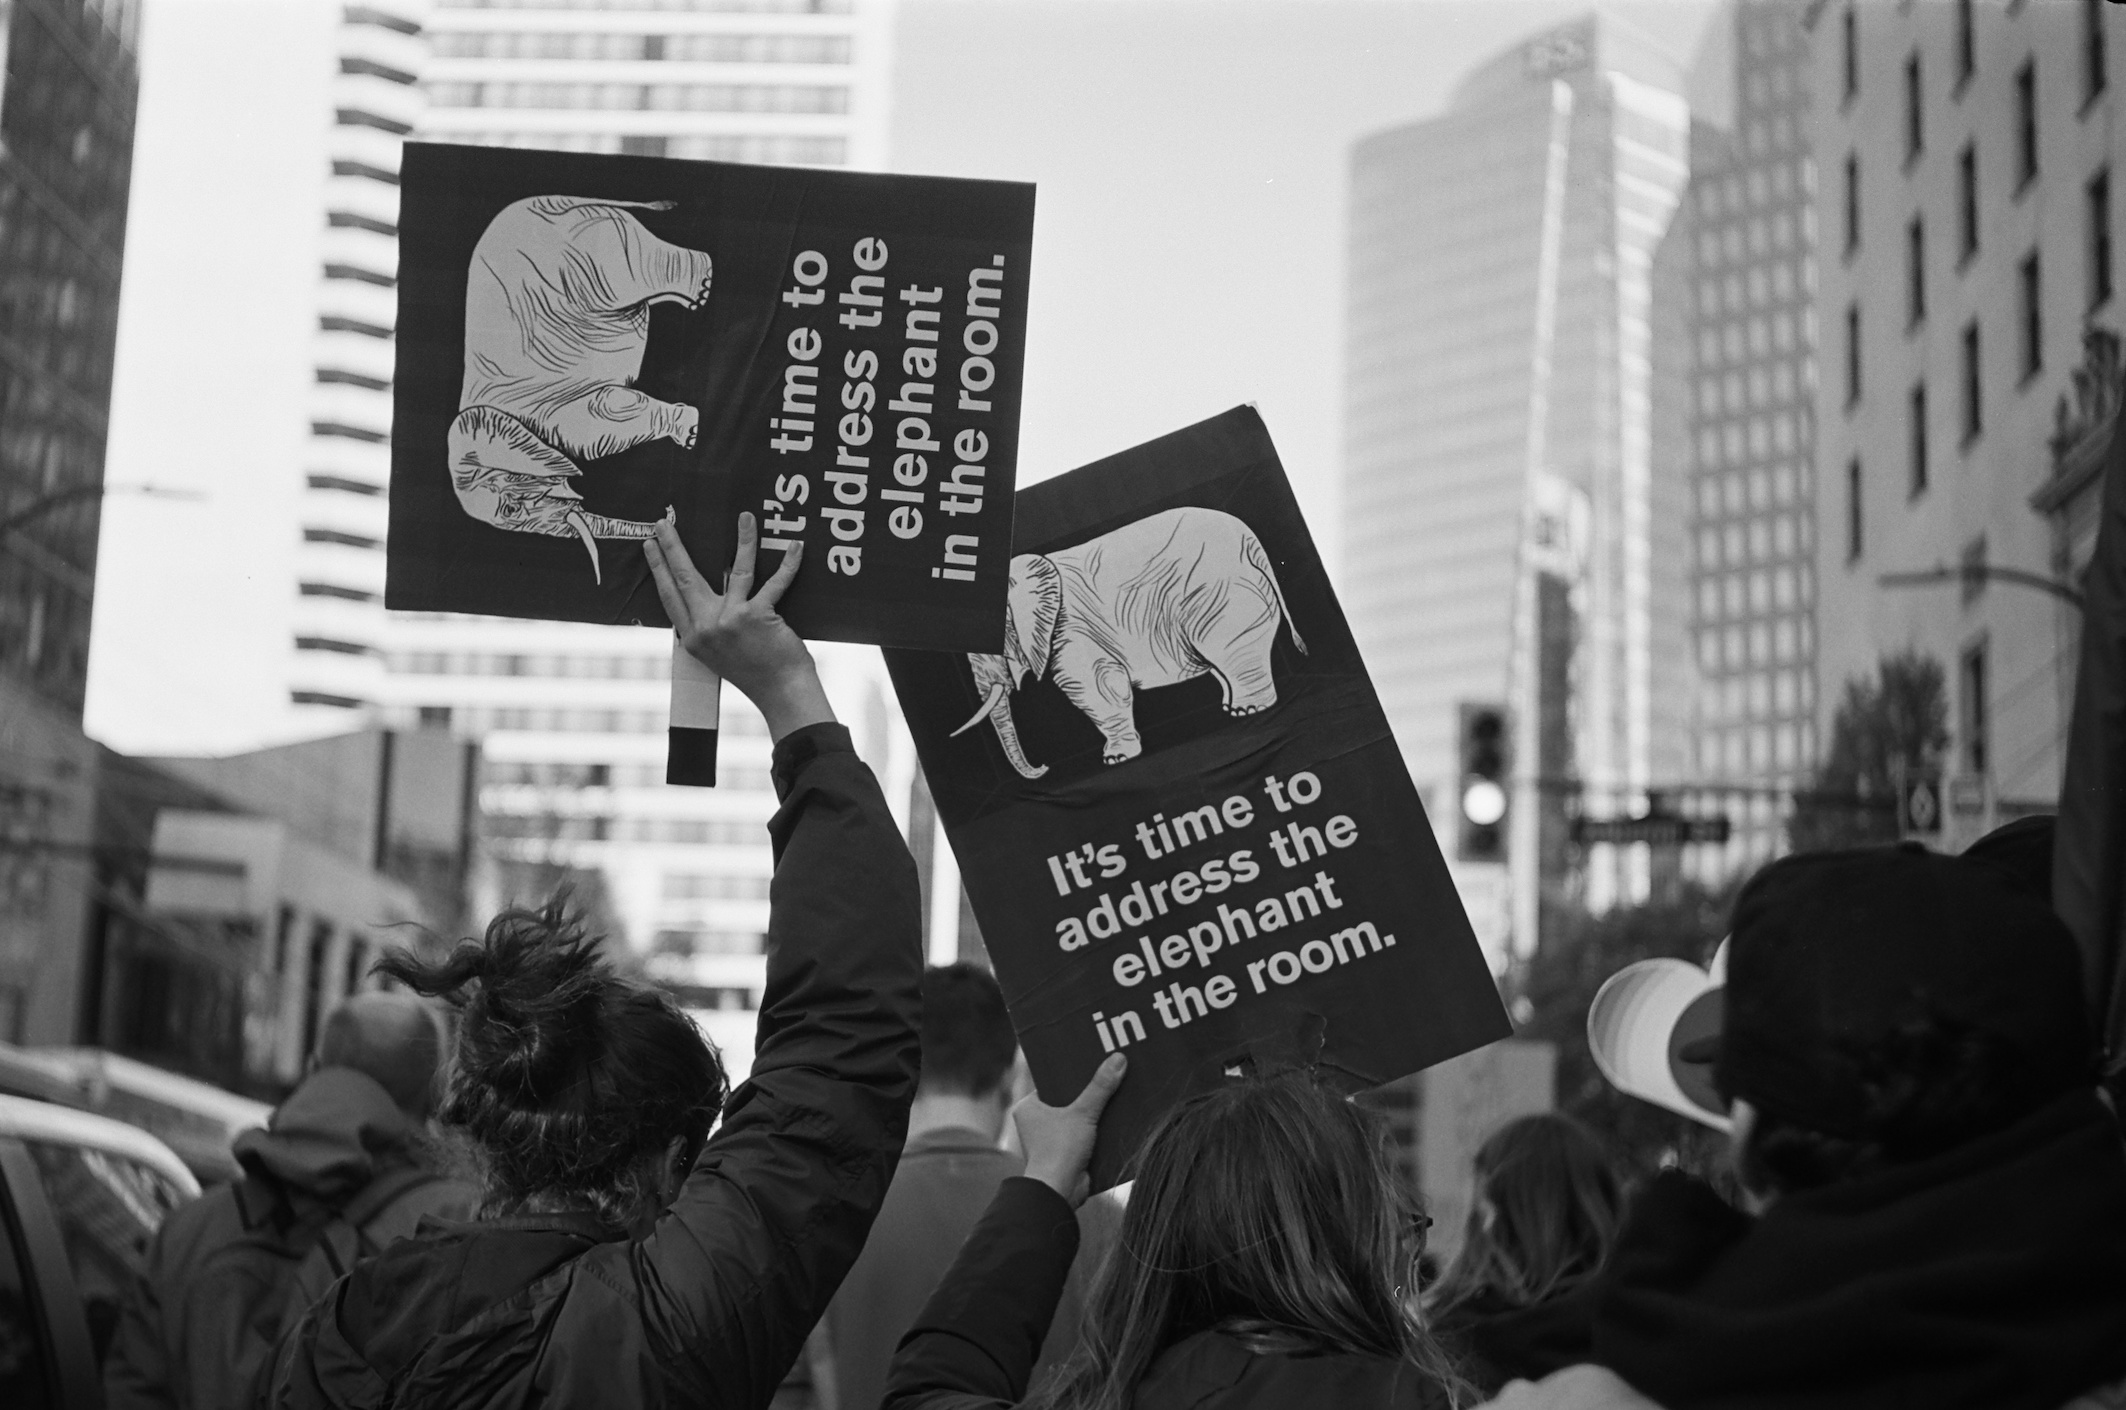 It's time to
address the
elephant
in the room.
It's time to
address the
elephant
in the room.